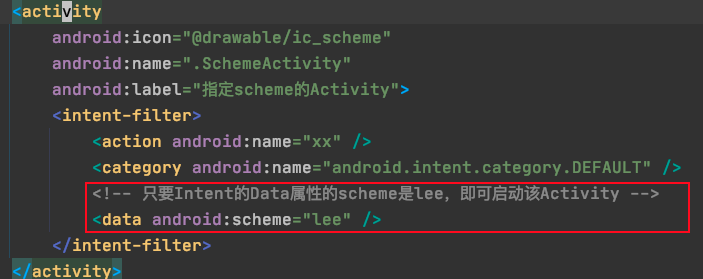 <activity
android:icon="@drawable/ic_scheme"
android:name=".SchemeActivity"
android:label="指定scheme的Activity">
<intent-filter>
<action android:name="xx" />
<category android:name="android.intent.category.DEFAULT" />
<!-- 只要Intent的Data属性的scheme是lee，即可启动该Activity -->
<data android:scheme="lee" />
</intent-filter>
</activity>